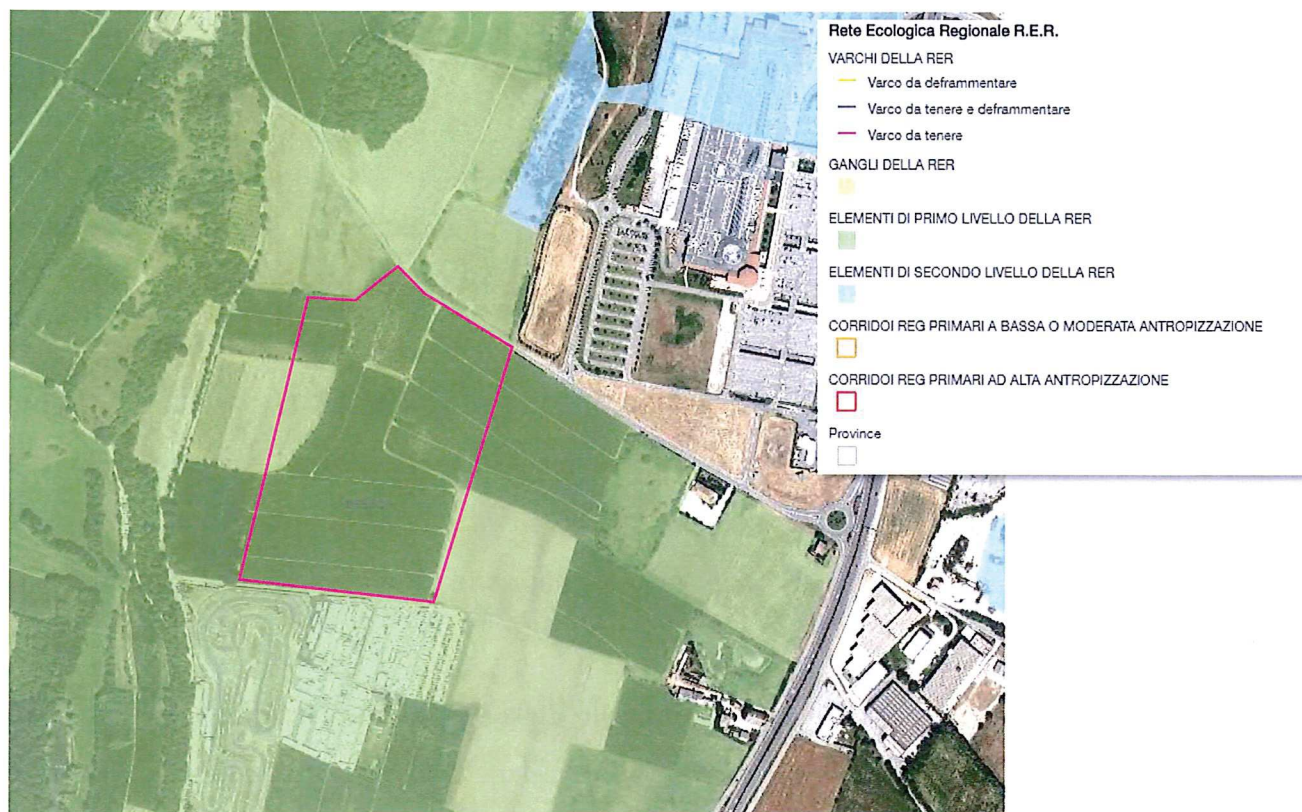 Rete Ecologica Regionale R.E.R.
VARCHI DELLA RER
Varco da deframmentare
Varco da tenere e deframmentare
Varco da tenere
GANGLI DELLA RER
ELEMENTI DI PRIMO LIVELLO DELLA RER
ELEMENTI DI SECONDO LIVELLO DELLA RER
CORRIDOI REG PRIMARI A BASSA O MODERATA ANTROPIZZAZIONE
CORRIDOI REG PRIMARI AD ALTA ANTROPIZZAZIONE
Province